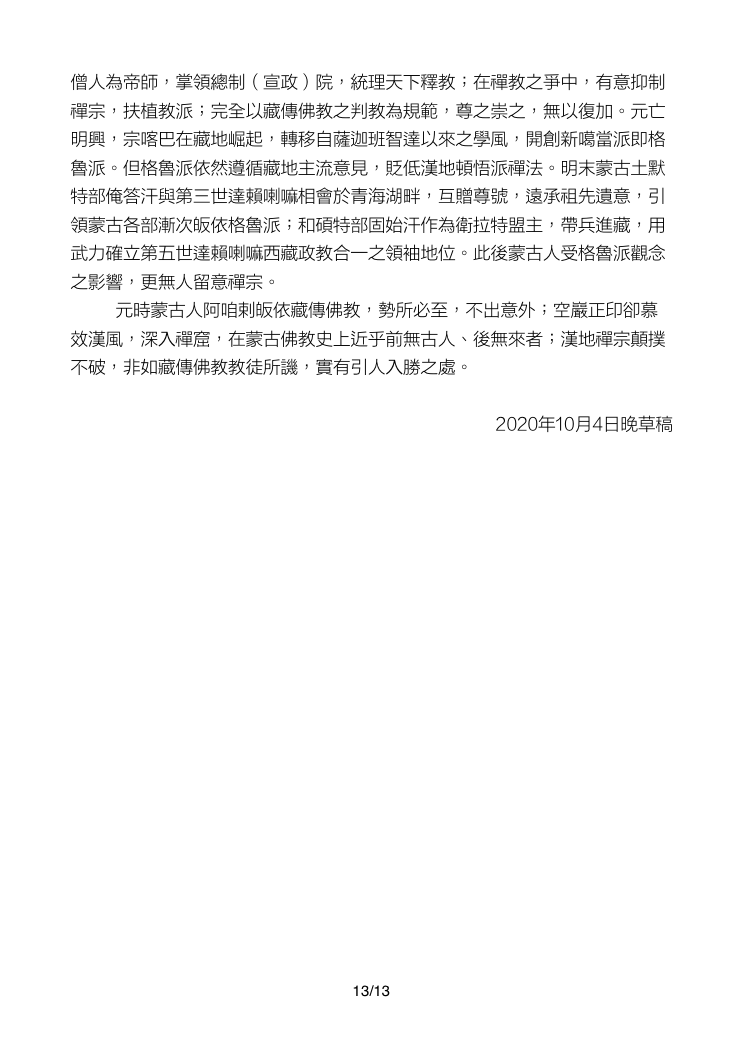 僧人為帝師，掌領總制（宣政）院，統理天下釋教；在禪教之爭中，有意抑制
禪宗，扶植教派；完全以藏傳佛教之判教為規範，尊之崇之，無以復加。元亡
明興，宗喀巴在藏地崛起，轉移自薩迦班智達以來之學風，開創新噶當派即格
魯派。但格魯派依然遵循藏地主流意見，貶低漢地頓悟派禪法。明末蒙古土默
特部俺答汗與第三世達賴喇嘛相會於青海湖畔，互贈尊號，遠承祖先遺意，引
領蒙古各部漸次皈依格魯派；和碩特部固始汗作為衛拉特盟主，帶兵進藏，用
武力確立第五世達賴喇嘛西藏政教合一之領袖地位。此後蒙古人受格魯派觀念
之影響，更無人留意禪宗。
元時蒙古人阿咱剌皈依藏傳佛教，勢所必至，不出意外；空巖正印卻慕
效漢風，深入禪窟，在蒙古佛教史上近乎前無古人、後無來者；漢地禪宗顛撲
不破，非如藏傳佛教教徒所譏，實有引人入勝之處。
2020年10月4日晚草稿
13/13